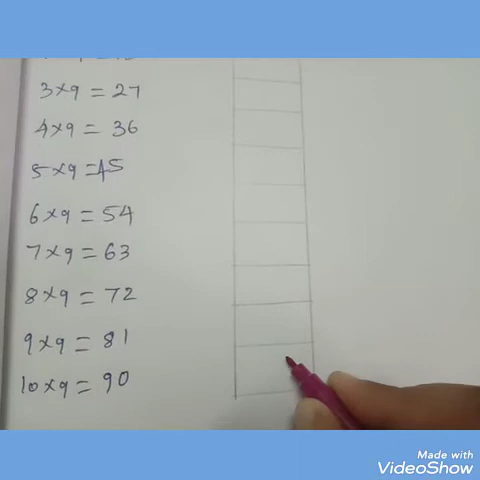 3×9 = 27
4×9 = 36
5×9 = 45
6×9 = 54
7×9 = 63
8×9 = 72
9×9 = 81
10×9 = 90
Made with
VideoShow